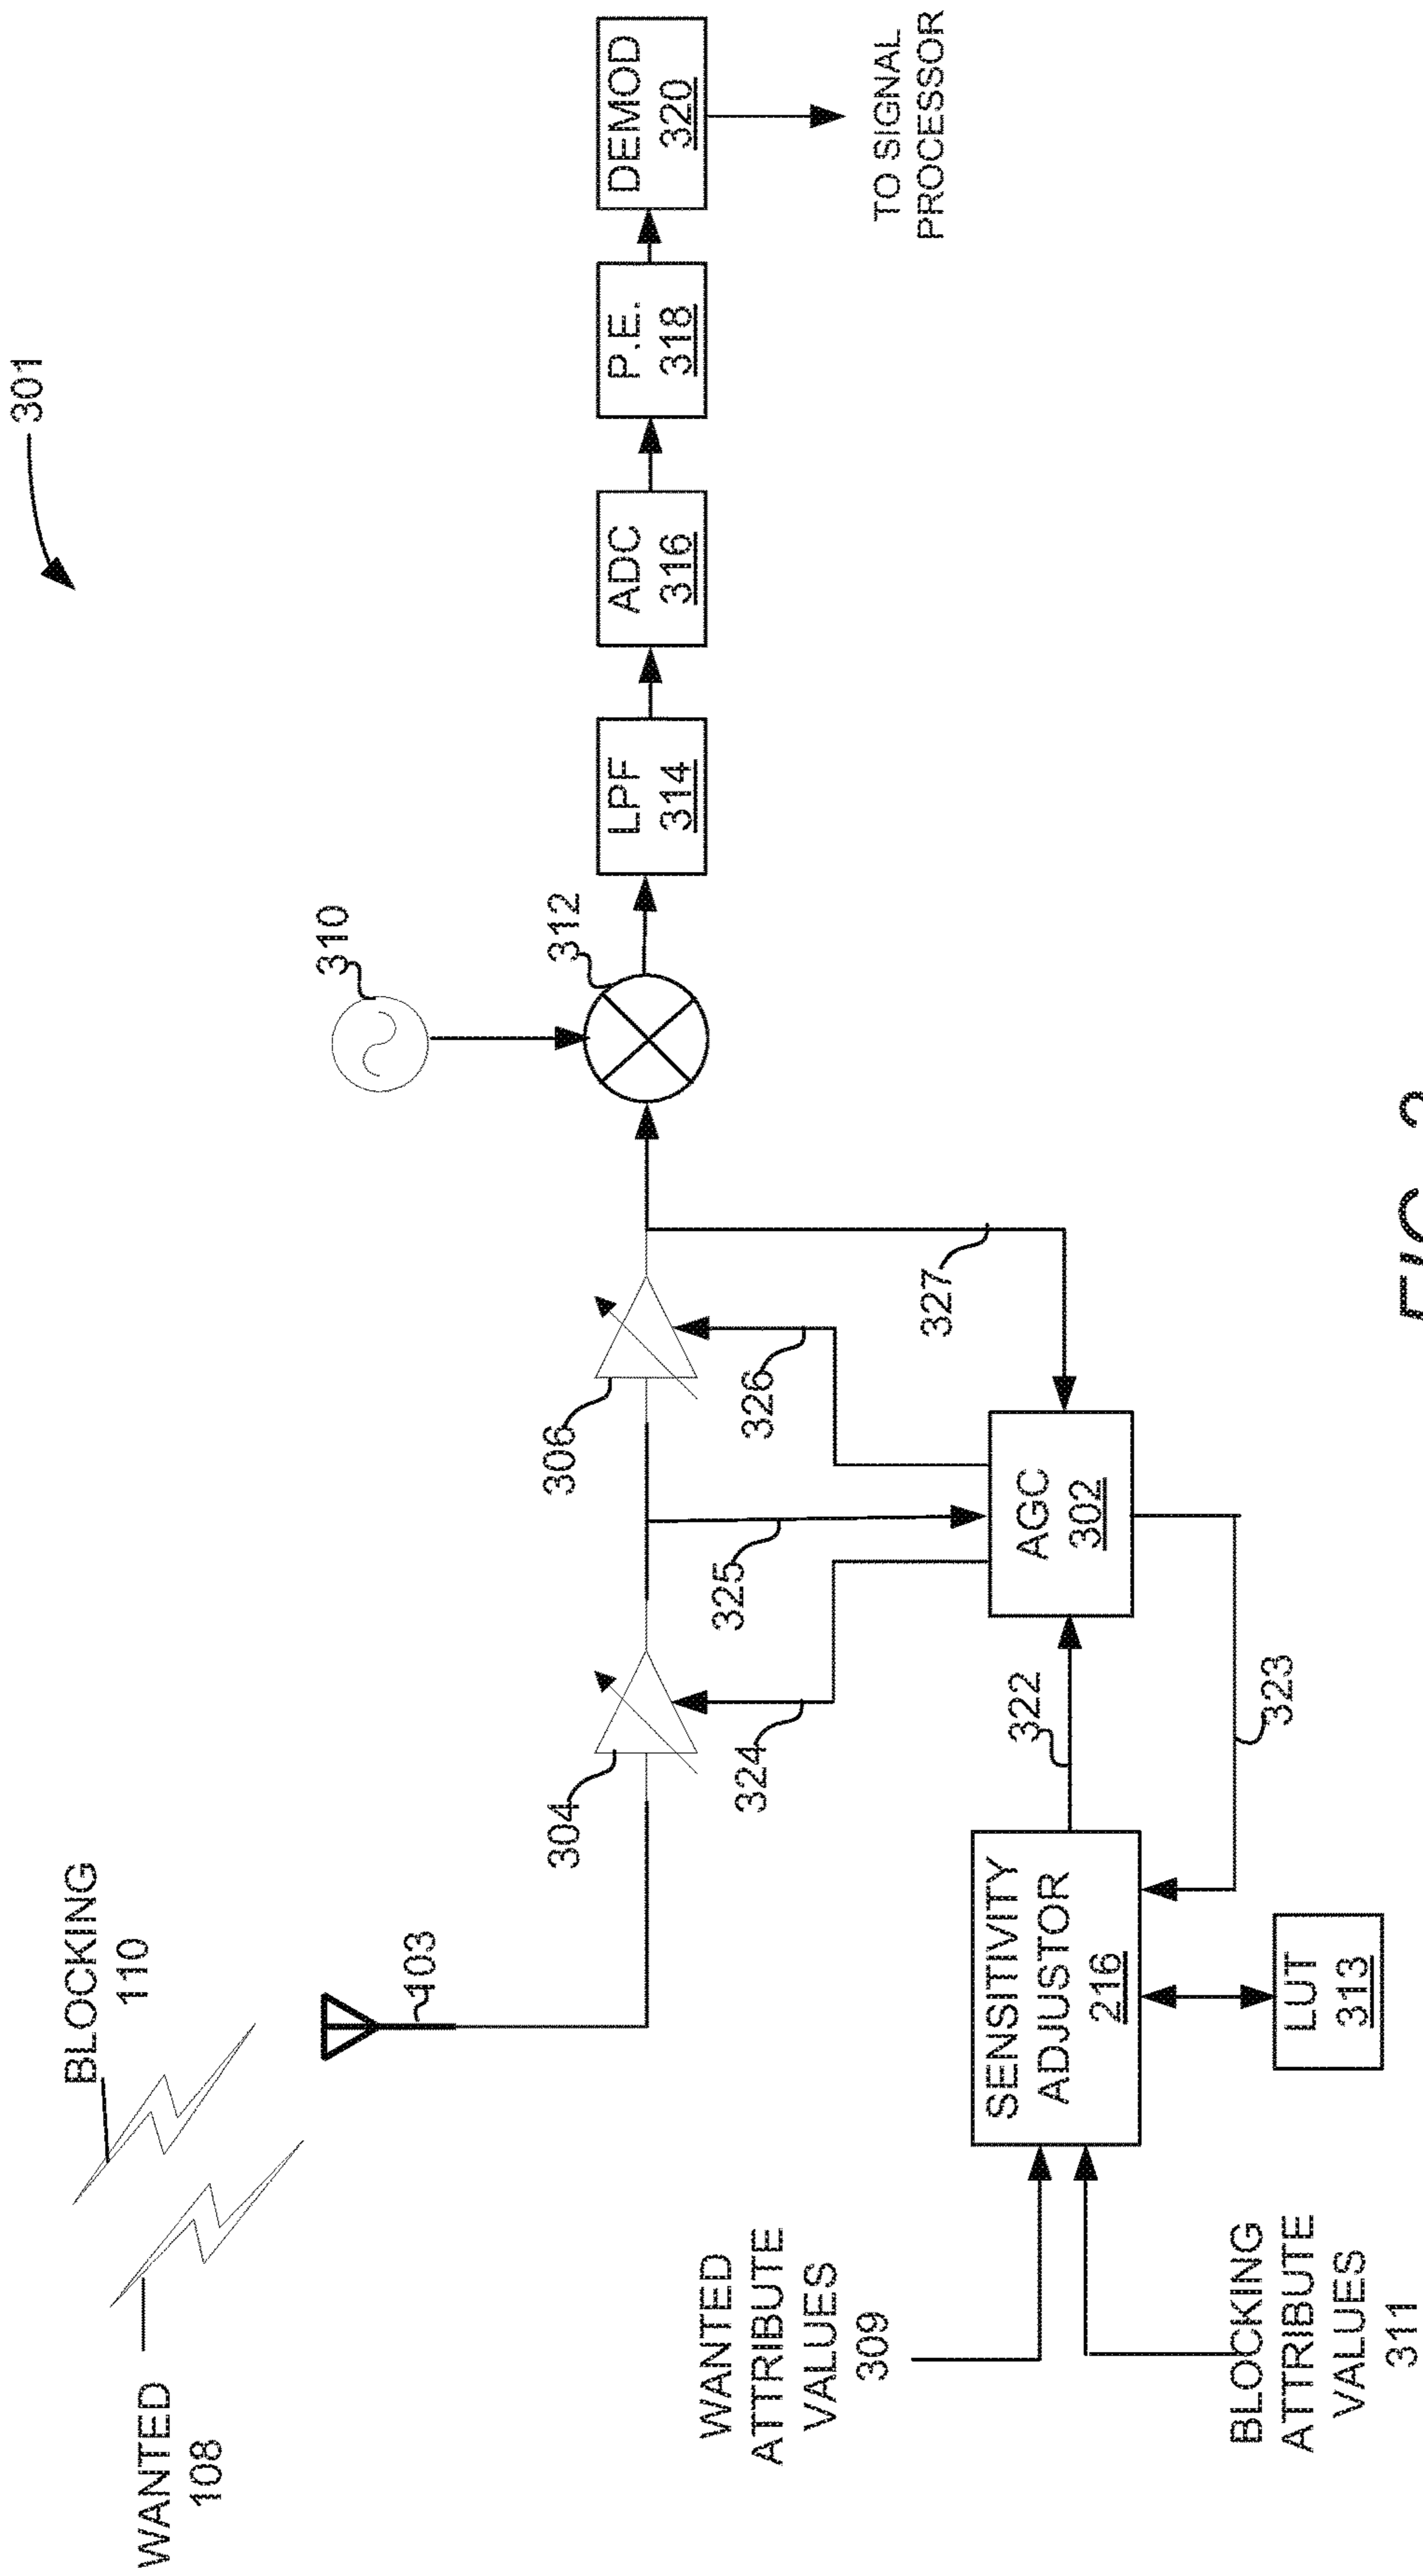 301
BLOCKING
110
WANTED
108
103
310
312
304
306
LPF
314
ADC
316
P.E.
318
DEMOD
320
TO SIGNAL
PROCESSOR
324
325
326
327
WANTED
ATTRIBUTE
VALUES
309
SENSITIVITY
ADJUSTOR
216
322
AGC
302
323
BLOCKING
ATTRIBUTE
VALUES
311
LUT
313